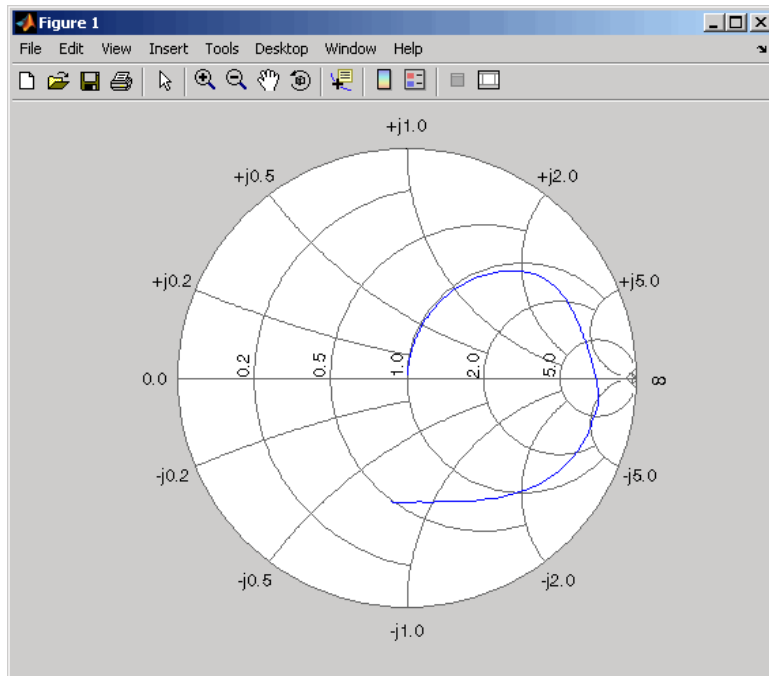 Figure 1
File Edit View Insert Tools Desktop Window Help
+j1.0
+j0.5 +j2.0
+j0.2 +j5.0
0.0 0.2 0.5 1.0 2.0 5.0 ∞
-j0.2 -j5.0
-j0.5 -j2.0
-j1.0